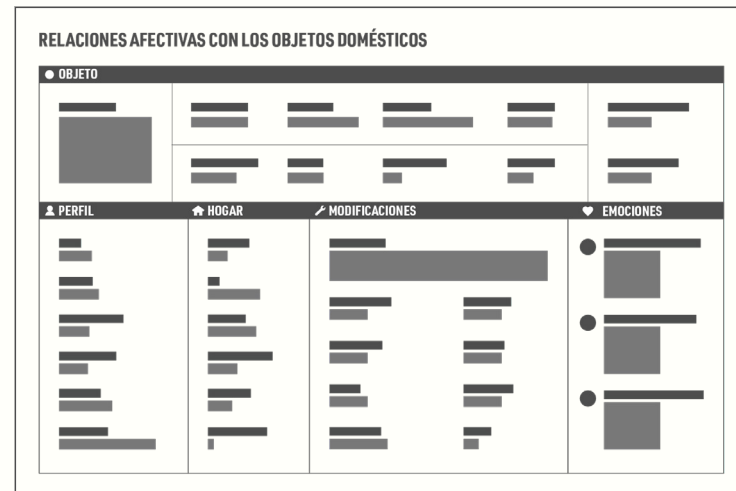 RELACIONES AFECTIVAS CON LOS OBJETOS DOMÉSTICOS
OBJETO
PERFIL
HOGAR
MODIFICACIONES
EMOCIONES